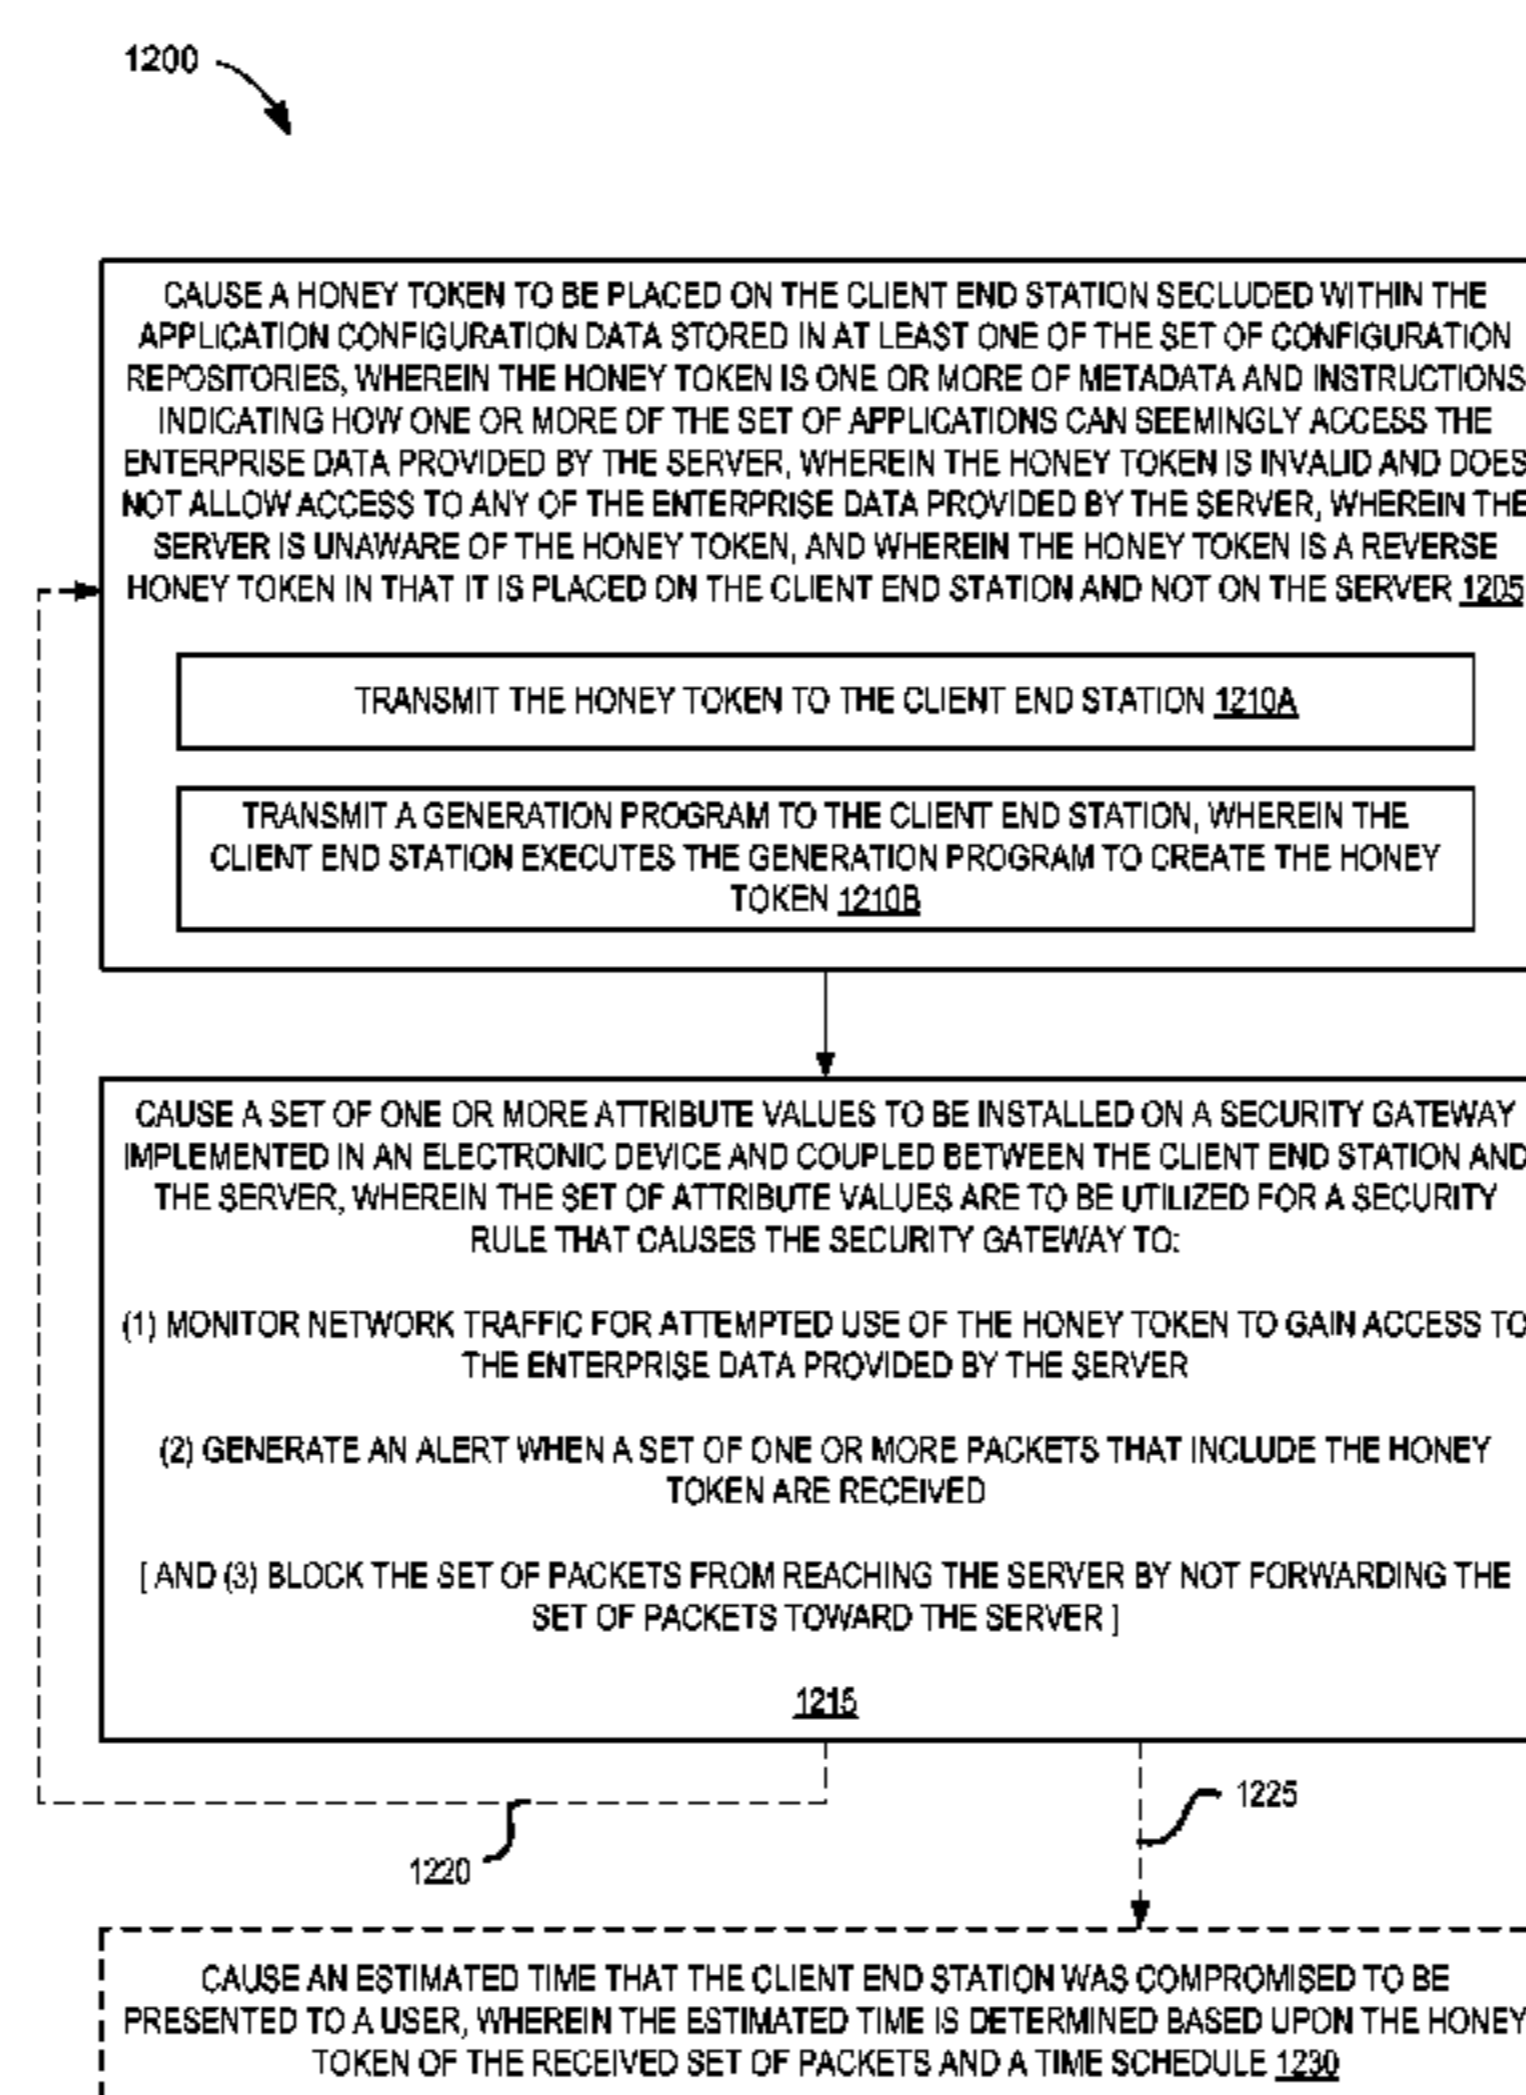 1200
CAUSE A HONEY TOKEN TO BE PLACED ON THE CLIENT END STATION SECLUDED WITHIN THE
APPLICATION CONFIGURATION DATA STORED IN AT LEAST ONE OF THE SET OF CONFIGURATION
REPOSITORIES, WHEREIN THE HONEY TOKEN IS ONE OR MORE OF METADATA AND INSTRUCTIONS
INDICATING HOW ONE OR MORE OF THE SET OF APPLICATIONS CAN SEEMINGLY ACCESS THE
ENTERPRISE DATA PROVIDED BY THE SERVER, WHEREIN THE HONEY TOKEN IS INVALID AND DOES
NOT ALLOW ACCESS TO ANY OF THE ENTERPRISE DATA PROVIDED BY THE SERVER, WHEREIN THE
SERVER IS UNAWARE OF THE HONEY TOKEN, AND WHEREIN THE HONEY TOKEN IS A REVERSE
HONEY TOKEN IN THAT IT IS PLACED ON THE CLIENT END STATION AND NOT ON THE SERVER 1205
TRANSMIT THE HONEY TOKEN TO THE CLIENT END STATION 1210A
TRANSMIT A GENERATION PROGRAM TO THE CLIENT END STATION, WHEREIN THE
CLIENT END STATION EXECUTES THE GENERATION PROGRAM TO CREATE THE HONEY
TOKEN 1210B
CAUSE A SET OF ONE OR MORE ATTRIBUTE VALUES TO BE INSTALLED ON A SECURITY GATEWAY
IMPLEMENTED IN AN ELECTRONIC DEVICE AND COUPLED BETWEEN THE CLIENT END STATION AND
THE SERVER, WHEREIN THE SET OF ATTRIBUTE VALUES ARE TO BE UTILIZED FOR A SECURITY
RULE THAT CAUSES THE SECURITY GATEWAY TO:
(1) MONITOR NETWORK TRAFFIC FOR ATTEMPTED USE OF THE HONEY TOKEN TO GAIN ACCESS TO
THE ENTERPRISE DATA PROVIDED BY THE SERVER
(2) GENERATE AN ALERT WHEN A SET OF ONE OR MORE PACKETS THAT INCLUDE THE HONEY
TOKEN ARE RECEIVED
[ AND (3) BLOCK THE SET OF PACKETS FROM REACHING THE SERVER BY NOT FORWARDING THE
SET OF PACKETS TOWARD THE SERVER ]
1215
1225
1220
CAUSE AN ESTIMATED TIME THAT THE CLIENT END STATION WAS COMPROMISED TO BE
PRESENTED TO A USER, WHEREIN THE ESTIMATED TIME IS DETERMINED BASED UPON THE HONEY
TOKEN OF THE RECEIVED SET OF PACKETS AND A TIME SCHEDULE 1230